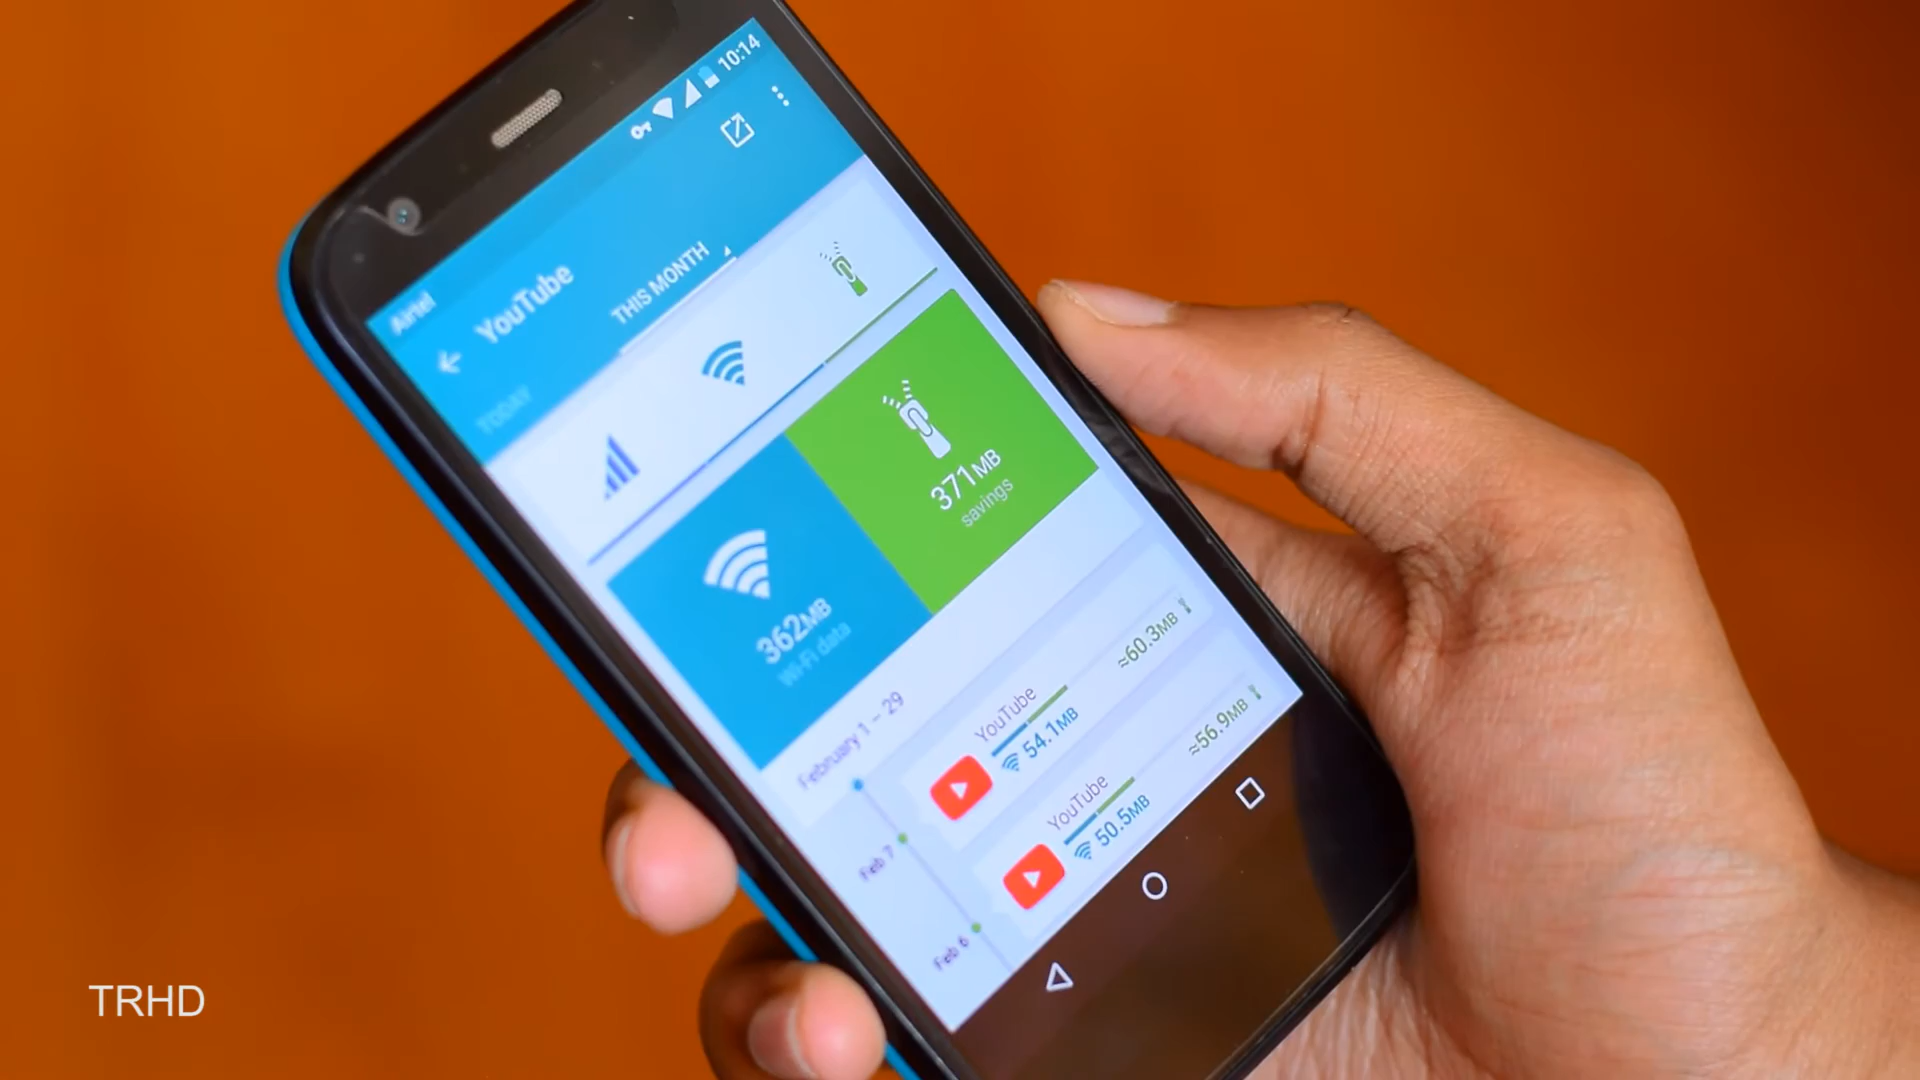 Airtel
10:14
YouTube
TODAY
THIS MONTH
362MB
Wi-Fi data
371MB
savings
February 1 – 29
Feb 7
YouTube
54.1MB
≈60.3MB
Feb 6
YouTube
50.5MB
≈56.9MB
TRHD